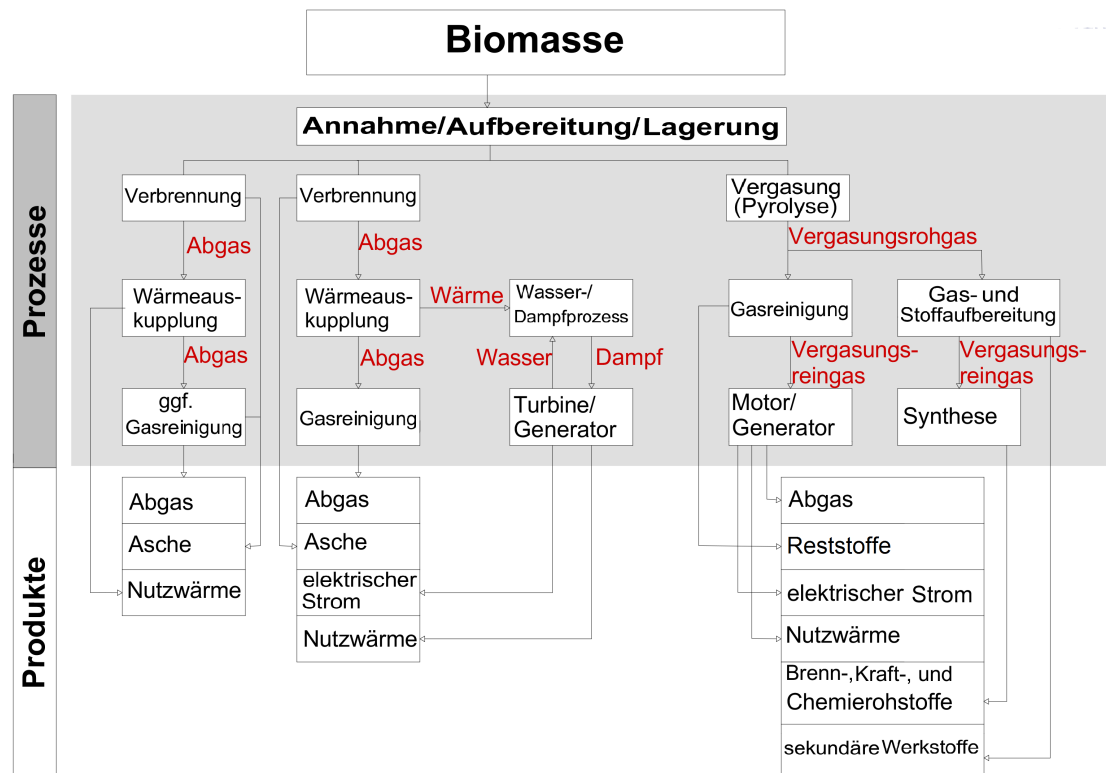 Biomasse
Prozesse
Annahme/Aufbereitung/Lagerung
Verbrennung
Verbrennung
Vergasung
(Pyrolyse)
Abgas
Abgas
Vergasungsrohgas
Wärmeaus-
kupplung
Wärmeaus-
kupplung
Wärme
Wasser-/
Dampfprozess
Gasreinigung
Gas- und
Stoffaufbereitung
Abgas
Abgas
Wasser
Dampf
Vergasungs-
reingas
Vergasungs-
reingas
ggf.
Gasreinigung
Gasreinigung
Turbine/
Generator
Motor/
Generator
Synthese
Produkte
Abgas
Asche
Nutzwärme
Abgas
Asche
elektrischer
Strom
Nutzwärme
Abgas
Reststoffe
elektrischer Strom
Nutzwärme
Brenn-,Kraft-, und
Chemierohstoffe
sekundäre Werkstoffe